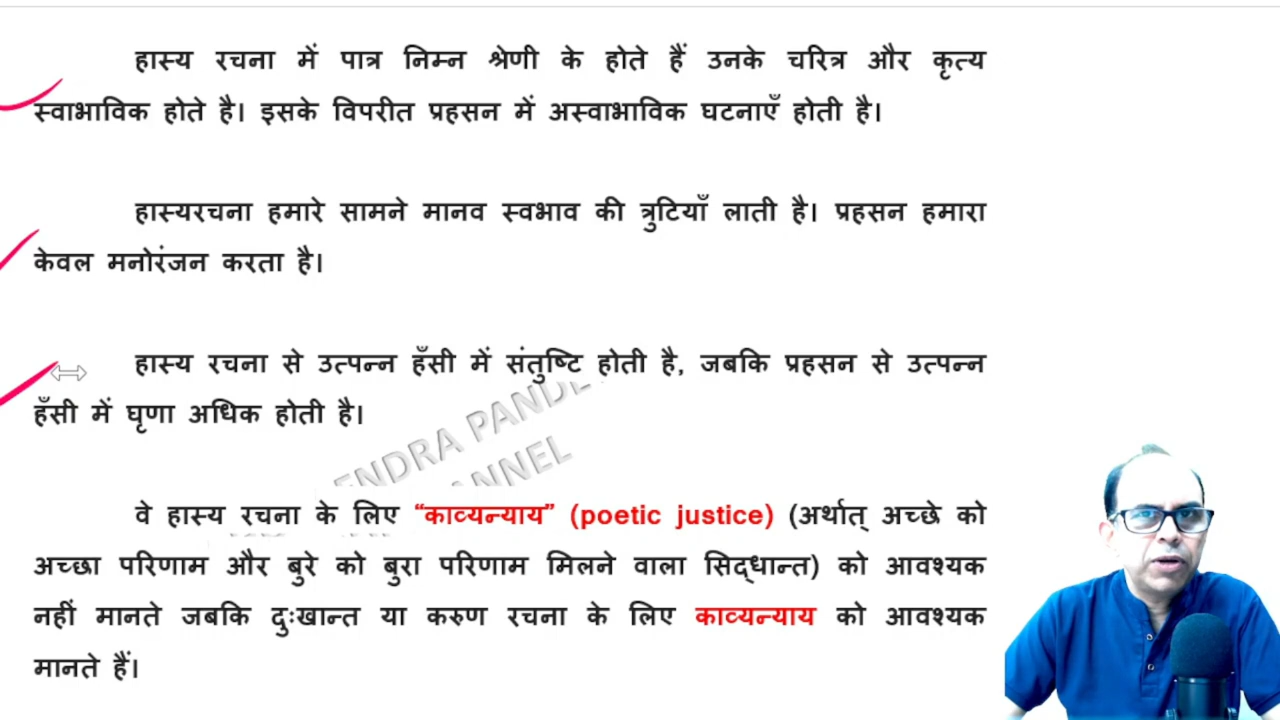 हास्य रचना में पात्र निम्न श्रेणी के होते हैं उनके चरित्र और कृत्य
स्वाभाविक होते है। इसके विपरीत प्रहसन में अस्वाभाविक घटनाएँ होती है।
हास्यरचना हमारे सामने मानव स्वभाव की त्रुटियाँ लाती है। प्रहसन हमारा
केवल मनोरंजन करता है।
हास्य रचना से उत्पन्न हँसी में संतुष्टि होती है, जबकि प्रहसन से उत्पन्न
हँसी में घृणा अधिक होती है।
वे हास्य रचना के लिए “काव्यन्याय” (poetic justice) (अर्थात् अच्छे को
अच्छा परिणाम और बुरे को बुरा परिणाम मिलने वाला सिद्धान्त) को आवश्यक
नहीं मानते जबकि दुःखान्त या करुण रचना के लिए काव्यन्याय को आवश्यक
मानते हैं।